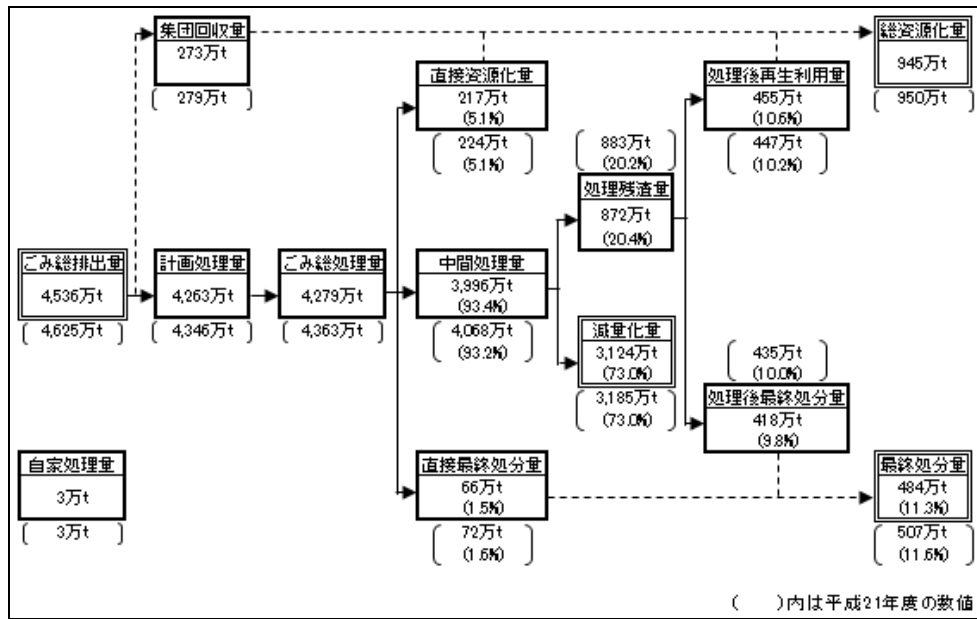 集団回収量
273万t
( 279万t )
総資源化量
945万t
( 950万t )
直接資源化量
217万t
(5.1%)
( 224万t
(5.1%) )
処理後再生利用量
455万t
(10.6%)
( 447万t
(10.2%) )
( 883万t
(20.2%) )
処理残渣量
872万t
(20.4%)
ごみ総排出量
4,536万t
( 4,625万t )
計画処理量
4,263万t
( 4,346万t )
ごみ総処理量
4,279万t
( 4,363万t )
中間処理量
3,996万t
(93.4%)
( 4,068万t
(93.2%) )
減量化量
3,124万t
(73.0%)
( 3,185万t
(73.0%) )
( 435万t
(10.0%) )
処理後最終処分量
418万t
(9.8%)
自家処理量
3万t
( 3万t )
直接最終処分量
66万t
(1.5%)
( 72万t
(1.6%) )
最終処分量
484万t
(11.3%)
( 507万t
(11.6%) )
(　　)内は平成21年度の数値